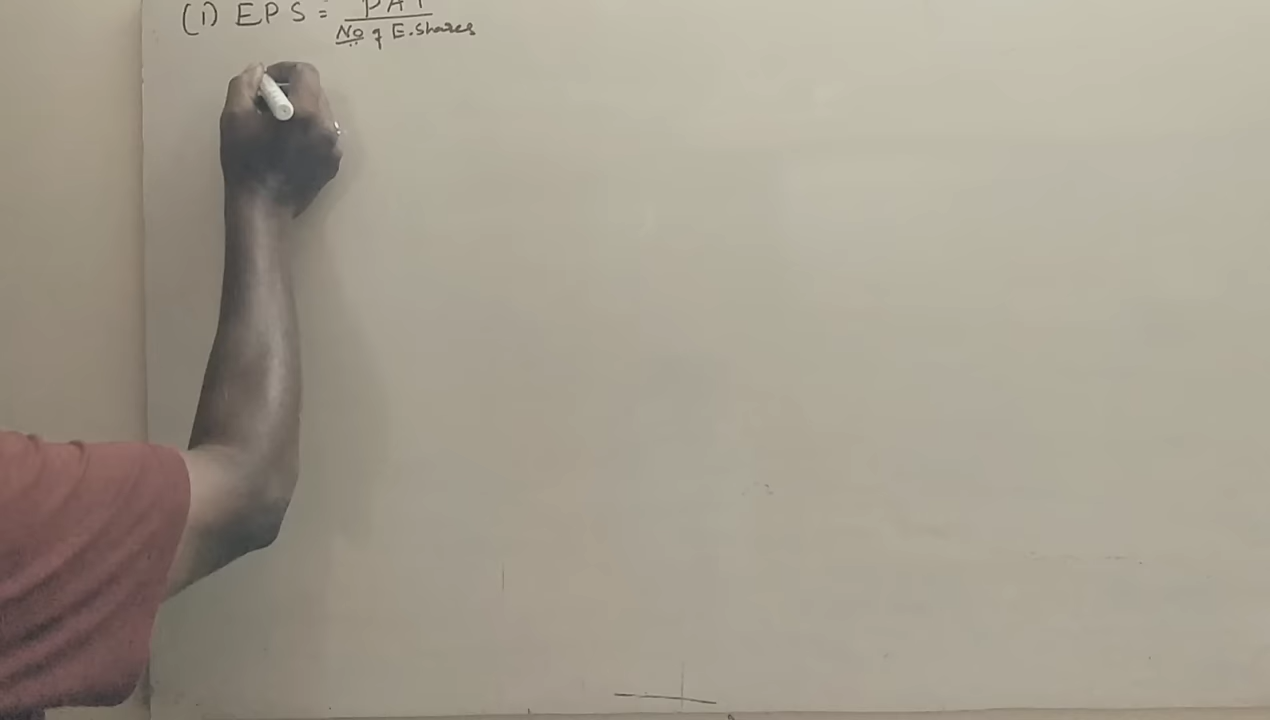 (1) EPS = PAT
No of E. Shares